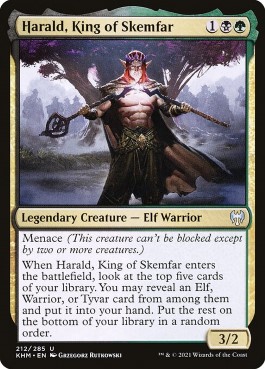 Harald, King of Skemfar 1
Legendary Creature — Elf Warrior
Menace (This creature can't be blocked except
by two or more creatures.)
When Harald, King of Skemfar enters
the battlefield, look at the top five cards
of your library. You may reveal an Elf,
Warrior, or Tyvar card from among them
and put it into your hand. Put the rest on
the bottom of your library in a random
order.
3/2
212/285 U
KHM • EN Grzegorz Rutkowski
™ & © 2021 Wizards of the Coast